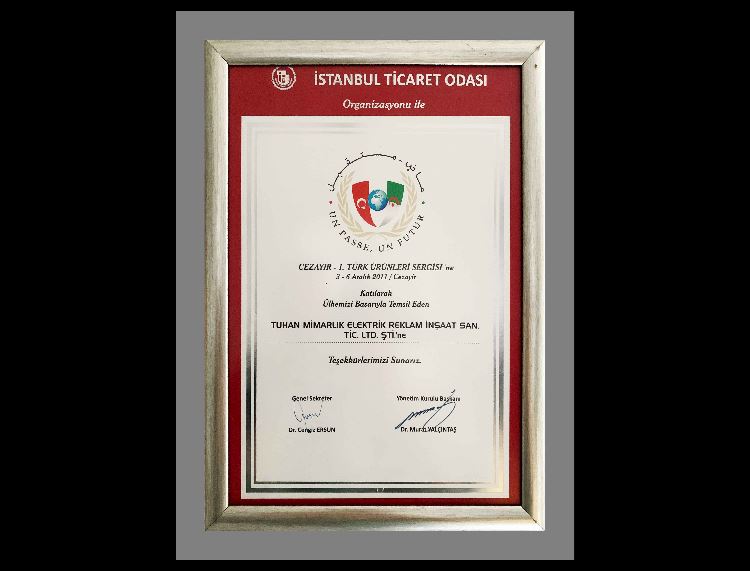 İSTANBUL TİCARET ODASI
Organizasyonu ile
UN PASSE, UN FUTUR
CEZAYİR - 1. TÜRK ÜRÜNLERİ SERGİSİ 'ne
3 - 6 Aralık 2011 / Cezayir
Katılarak
Ülkemizi Başarıyla Temsil Eden
TUHAN MİMARLIK ELEKTRİK REKLAM İNŞAAT SAN.
TİC. LTD. ŞTİ.'ne
Teşekkürlerimizi Sunarız.
Genel Sekreter
Yönetim Kurulu Başkanı
Dr. Cengiz ERSUN
Dr. Murat YALÇINTAŞ